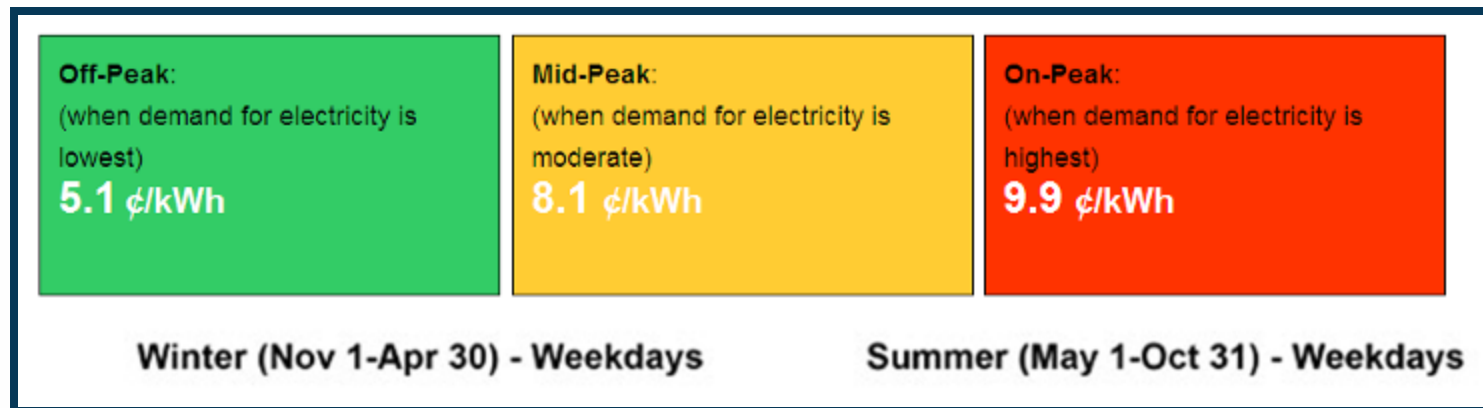 Off-Peak:
(when demand for electricity is
lowest)
5.1 ¢/kWh
Mid-Peak:
(when demand for electricity is
moderate)
8.1 ¢/kWh
On-Peak:
(when demand for electricity is
highest)
9.9 ¢/kWh
Winter (Nov 1-Apr 30) - Weekdays
Summer (May 1-Oct 31) - Weekdays